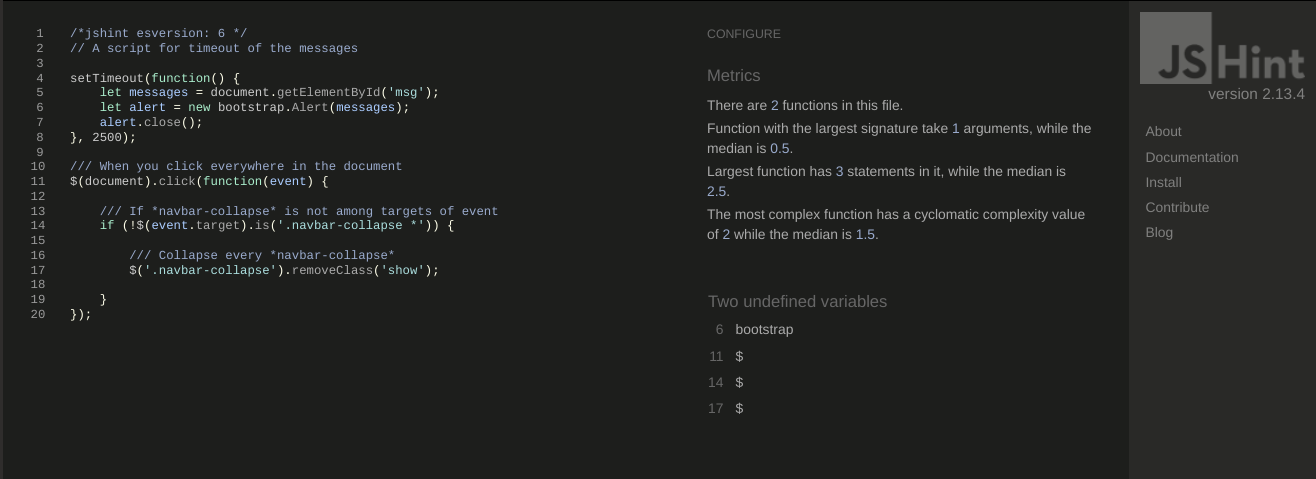 1 /*jshint esversion: 6 */
2 // A script for timeout of the messages
3
4 setTimeout(function() {
5     let messages = document.getElementById('msg');
6     let alert = new bootstrap.Alert(messages);
7     alert.close();
8 }, 2500);
9
10 /// When you click everywhere in the document
11 $(document).click(function(event) {
12
13     /// If *navbar-collapse* is not among targets of event
14     if (!$(event.target).is('.navbar-collapse *')) {
15
16         /// Collapse every *navbar-collapse*
17         $('.navbar-collapse').removeClass('show');
18
19     }
20 });
CONFIGURE
Metrics
There are 2 functions in this file.
Function with the largest signature take 1 arguments, while the
median is 0.5.
Largest function has 3 statements in it, while the median is
2.5.
The most complex function has a cyclomatic complexity value
of 2 while the median is 1.5.
Two undefined variables
6 bootstrap
11 $
14 $
17 $
JSHint
version 2.13.4
About
Documentation
Install
Contribute
Blog